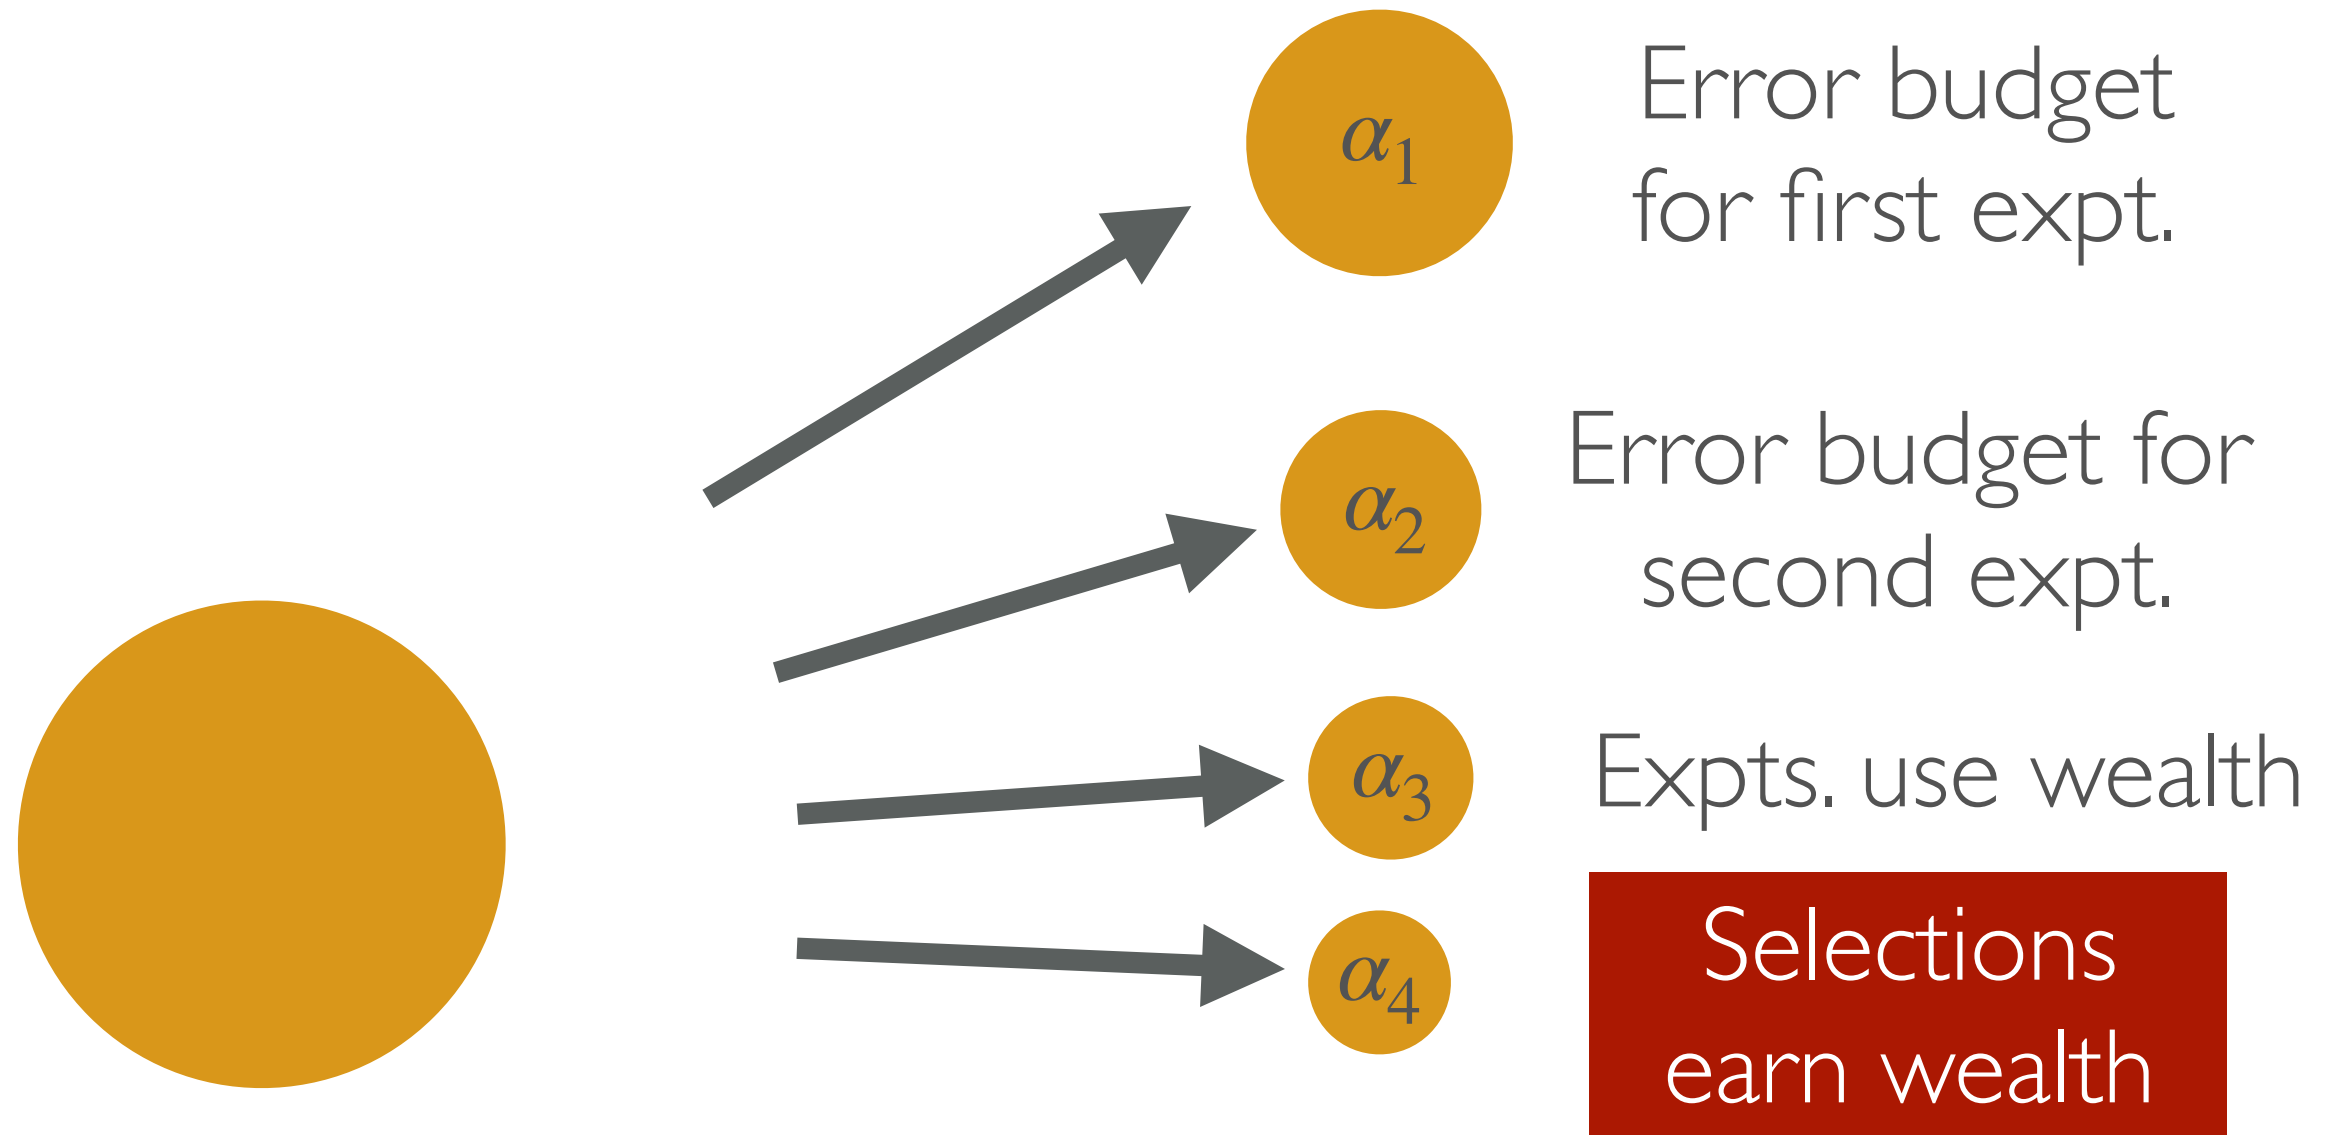 α₁
Error budget
for first expt.
α₂
Error budget for
second expt.
α₃
Expts. use wealth
α₄
Selections
earn wealth